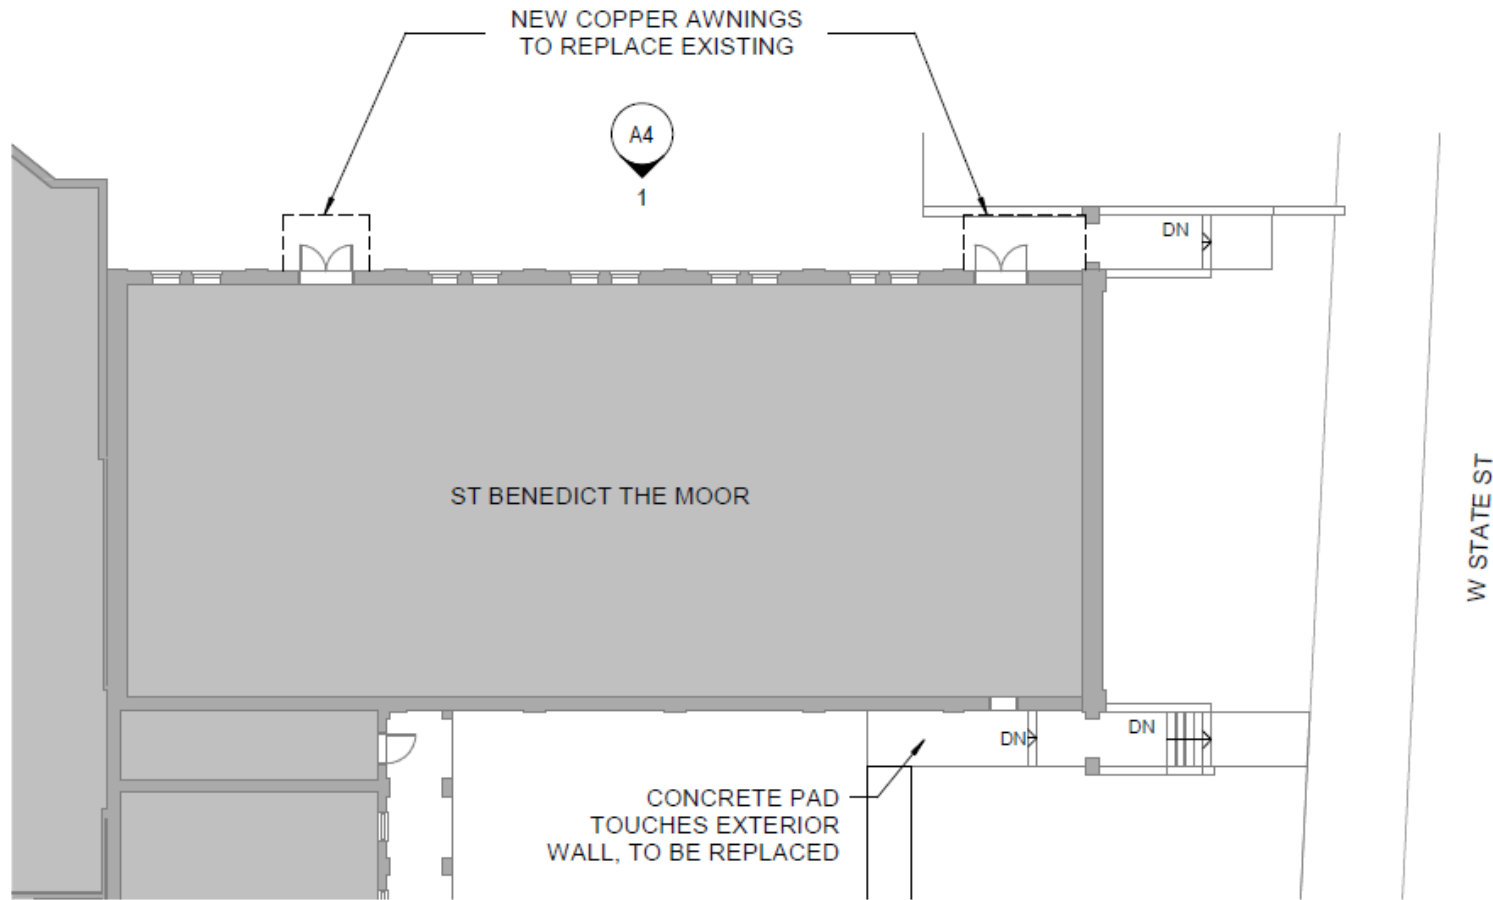 NEW COPPER AWNINGS
TO REPLACE EXISTING
A4
1
DN
ST BENEDICT THE MOOR
W STATE ST
DN
DN
CONCRETE PAD
TOUCHES EXTERIOR
WALL, TO BE REPLACED